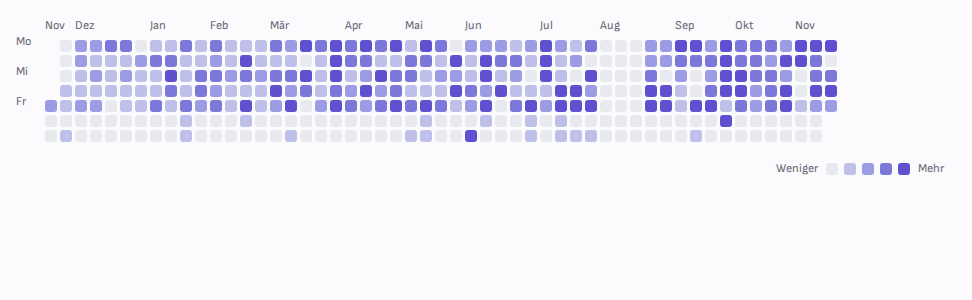 Nov Dez Jan Feb Mär Apr Mai Jun Jul Aug Sep Okt Nov
Mo
Mi
Fr
Weniger Mehr